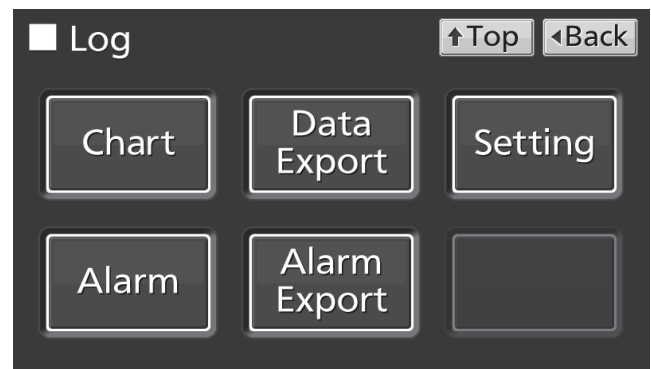 Log
↑Top
◂Back
Chart
Data
Export
Setting
Alarm
Alarm
Export